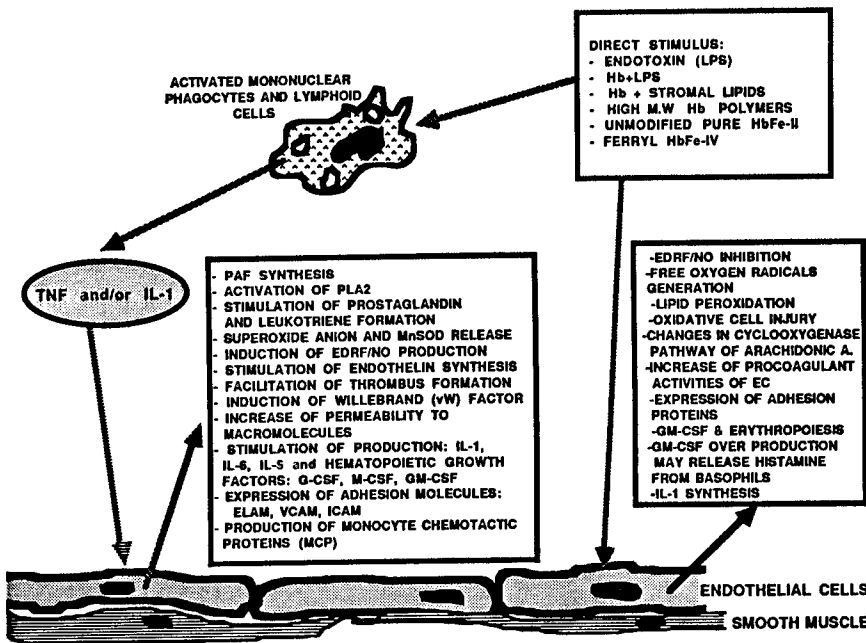 DIRECT STIMULUS:
- ENDOTOXIN (LPS)
- Hb+LPS
- Hb + STROMAL LIPIDS
- HIGH M.W Hb POLYMERS
- UNMODIFIED PURE HbFe-II
- FERRYL HbFe-IV
ACTIVATED MONONUCLEAR
PHAGOCYTES AND LYMPHOID
CELLS
TNF and/or IL-1
- PAF SYNTHESIS
- ACTIVATION OF PLA2
- STIMULATION OF PROSTAGLANDIN
AND LEUKOTRIENE FORMATION
- SUPEROXIDE ANION AND MnSOD RELEASE
- INDUCTION OF EDRF/NO PRODUCTION
- STIMULATION OF ENDOTHELIN SYNTHESIS
- FACILITATION OF THROMBUS FORMATION
- INDUCTION OF WILLEBRAND (vW) FACTOR
- INCREASE OF PERMEABILITY TO
MACROMOLECULES
- STIMULATION OF PRODUCTION: IL-1,
IL-6, IL-5 and HEMATOPOIETIC GROWTH
FACTORS: G-CSF, M-CSF, GM-CSF
- EXPRESSION OF ADHESION MOLECULES:
ELAM, VCAM, ICAM
- PRODUCTION OF MONOCYTE CHEMOTACTIC
PROTEINS (MCP)
-EDRF/NO INHIBITION
-FREE OXYGEN RADICALS
GENERATION
-LIPID PEROXIDATION
-OXIDATIVE CELL INJURY
-CHANGES IN CYCLOOXYGENASE
PATHWAY OF ARACHIDONIC A.
-INCREASE OF PROCOAGULANT
ACTIVITIES OF EC
-EXPRESSION OF ADHESION
PROTEINS
-GM-CSF & ERYTHROPOIESIS
-GM-CSF OVER PRODUCTION
MAY RELEASE HISTAMINE
FROM BASOPHILS
-IL-1 SYNTHESIS
ENDOTHELIAL CELLS
SMOOTH MUSCLE